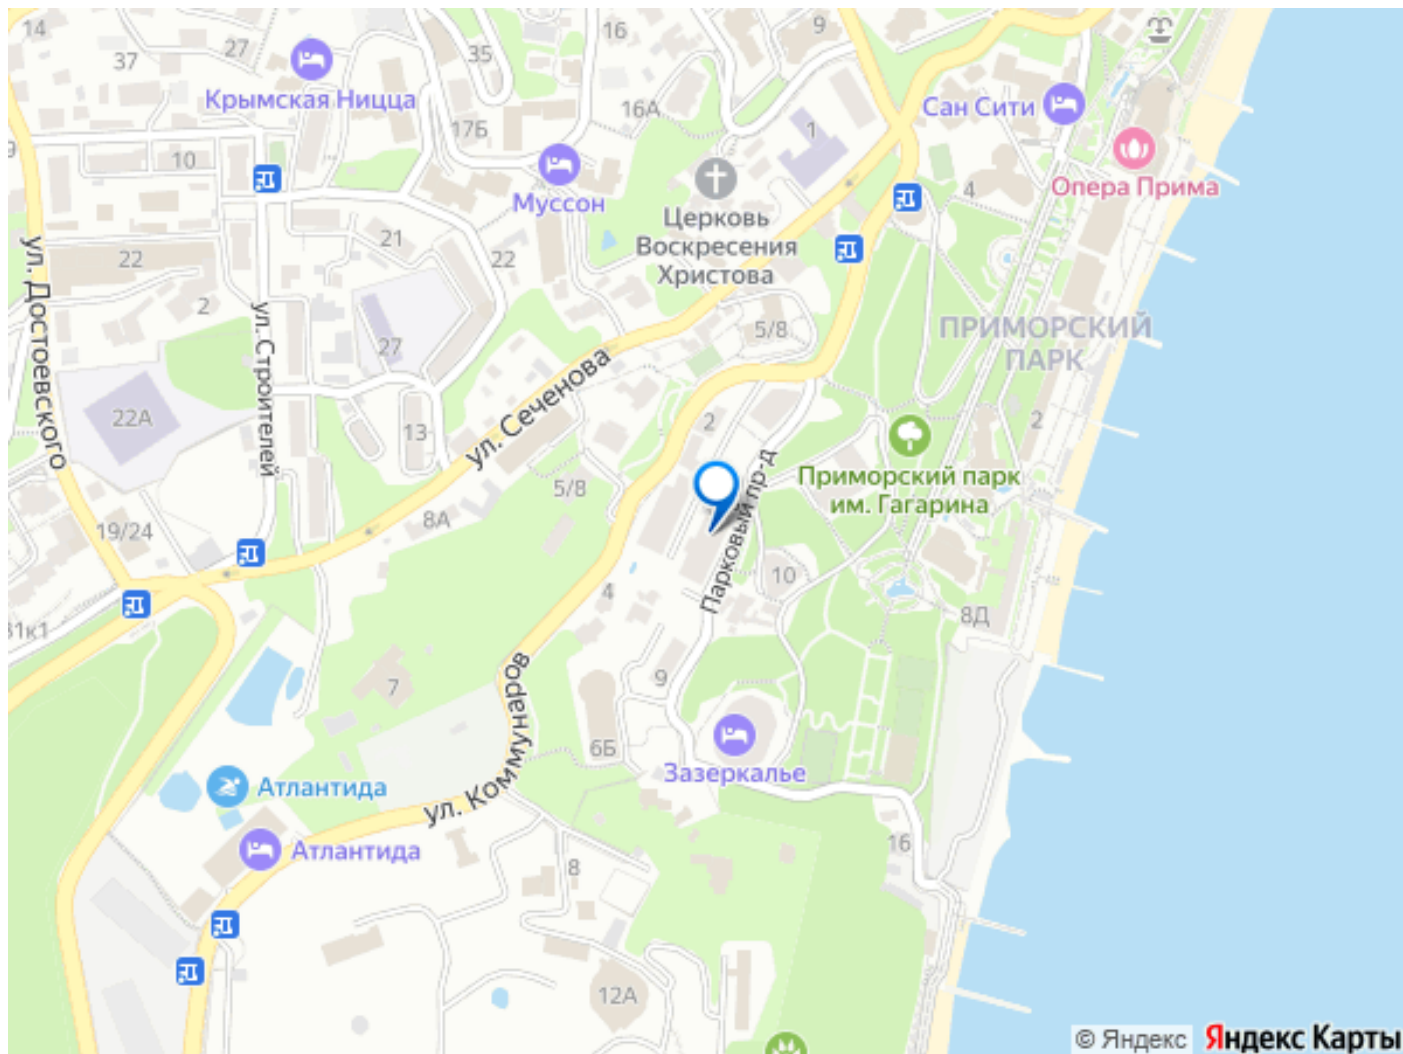 14
27
37
35
16
9
Крымская Ницца
17Б
16А
1
Сан Сити
10
Муссон
Церковь
Воскресения
Христова
4
Опера Прима
ул. Достоевского
22
21
22
2
ул. Строителей
27
5/8
ПРИМОРСКИЙ
ПАРК
22А
13
ул. Сеченова
2
2
Приморский парк
им. Гагарина
Парковый пр-д
5/8
8А
19/24
10
4
8Д
31к1
7
9
ул. Коммунаров
6Б
Зазеркалье
Атлантида
Атлантида
16
8
12А
© Яндекс
Яндекс Карты